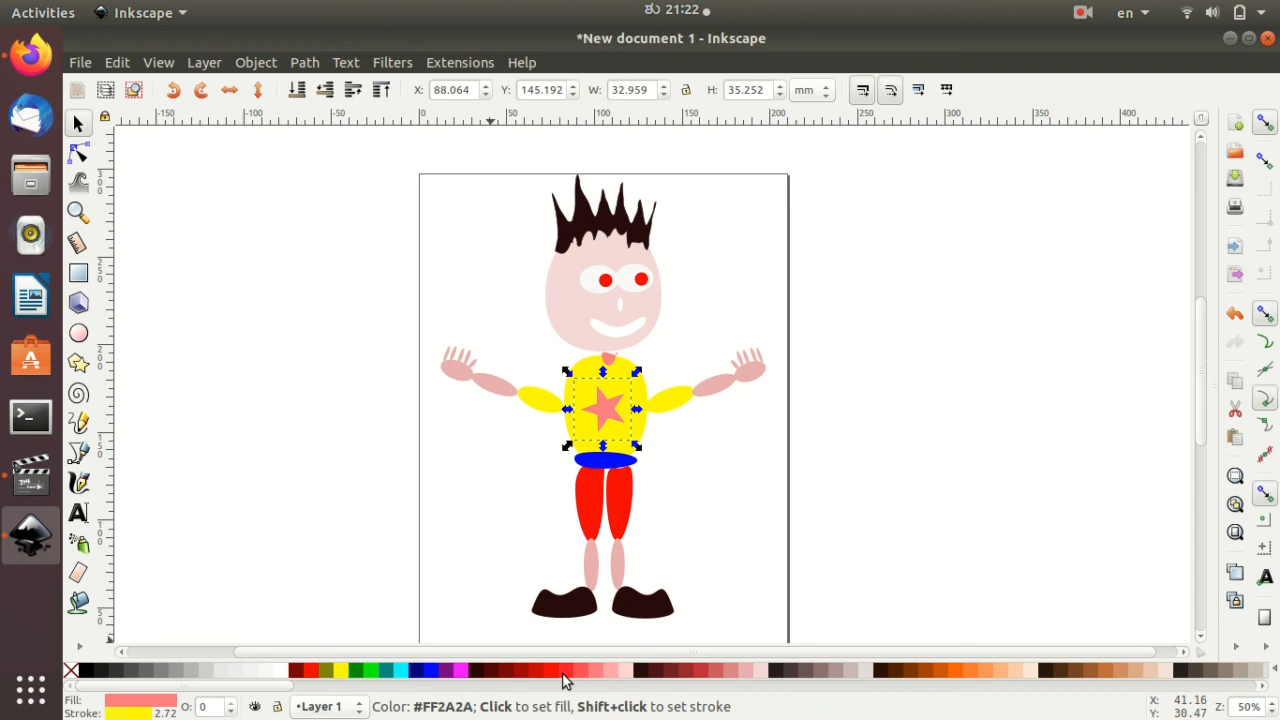 Activities Inkscape ಶು 21:22 en
*New document 1 - Inkscape
File Edit View Layer Object Path Text Filters Extensions Help
X: 88.064 Y: 145.192 W: 32.959 H: 35.252 mm
-150 -100 -50 0 50 100 150 200 250 300 350 400
Fill:
Stroke: 2.72 O: 0 •Layer 1 Color: #FF2A2A; Click to set fill, Shift+click to set stroke X: 41.16
Y: 30.47 Z: 50%